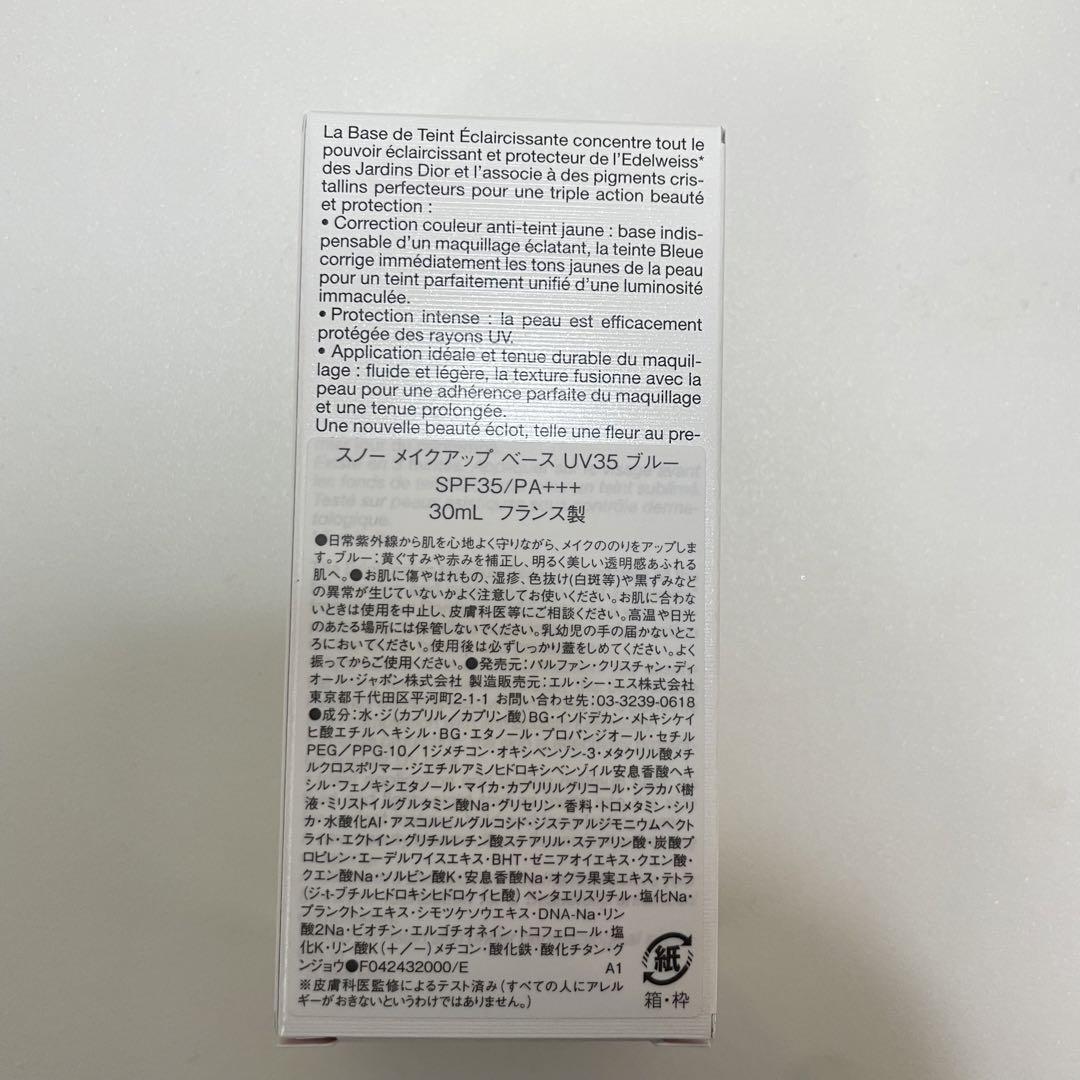 La Base de Teint Éclaircissante concentre tout le
pouvoir éclaircissant et protecteur de l'Edelweiss*
des Jardins Dior et l'associe à des pigments cris-
tallins perfecteurs pour une triple action beauté
et protection :
• Correction couleur anti-teint jaune : base indis-
pensable d'un maquillage éclatant, la teinte Bleue
corrige immédiatement les tons jaunes de la peau
pour un teint parfaitement unifié d'une luminosité
immaculée.
• Protection intense : la peau est efficacement
protégée des rayons UV.
• Application idéale et tenue durable du maquil-
lage : fluide et légère, la texture fusionne avec la
peau pour une adhérence parfaite du maquillage
et une tenue prolongée.
Une nouvelle beauté éclot, telle une fleur au pre-
スノー メイクアップ ベース UV35 ブルー
SPF35/PA+++
30mL フランス製
●日常紫外線から肌を心地よく守りながら、メイクののりをアップしま
す。ブルー：黄ぐすみや赤みを補正し、明るく美しい透明感あふれる
肌へ。●お肌に傷やはれもの、湿疹、色抜け(白斑等)や黒ずみなど
の異常が生じていないかよく注意してお使いください。お肌に合わな
いときは使用を中止し、皮膚科医等にご相談ください。高温や日光
のあたる場所には保管しないでください。乳幼児の手の届かないとこ
ろにおいてください。使用後は必ずしっかり蓋をしめてください。よく
振ってからご使用ください。●発売元：パルファン・クリスチャン・ディ
オール・ジャポン株式会社 製造販売元：エル・シー・エス株式会社
東京都千代田区平河町2-1-1 お問い合わせ先：03-3239-0618
●成分：水・ジ(カプリル／カプリン酸)BG・イソドデカン・メトキシケイ
ヒ酸エチルヘキシル・BG・エタノール・プロパンジオール・セチル
PEG／PPG-10／1ジメチコン・オキシベンゾン-3・メタクリル酸メチ
ルクロスポリマー・ジエチルアミノヒドロキシベンゾイル安息香酸ヘキ
シル・フェノキシエタノール・マイカ・カプリリルグリコール・シラカバ樹
液・ミリストイルグルタミン酸Na・グリセリン・香料・トロメタミン・シリ
カ・水酸化Al・アスコルビルグルコシド・ジステアルジモニウムヘクト
ライト・エクトイン・グリチルレチン酸ステアリル・ステアリン酸・炭酸プ
ロピレン・エーデルワイスエキス・BHT・ゼニアオイエキス・クエン酸・
クエン酸Na・ソルビン酸K・安息香酸Na・オクラ果実エキス・テトラ
(ジ-t-ブチルヒドロキシヒドロケイヒ酸)ペンタエリスリチル・塩化Na・
プランクトンエキス・シモツケソウエキス・DNA-Na・リン
酸2Na・ビオチン・エルゴチオネイン・トコフェロール・塩
化K・リン酸K(＋／－)メチコン・酸化鉄・酸化チタン・グ
ンジョウ●F042432000/E A1
※皮膚科医監修によるテスト済み(すべての人にアレル
ギーがおきないというわけではありません。)
紙
箱・枠